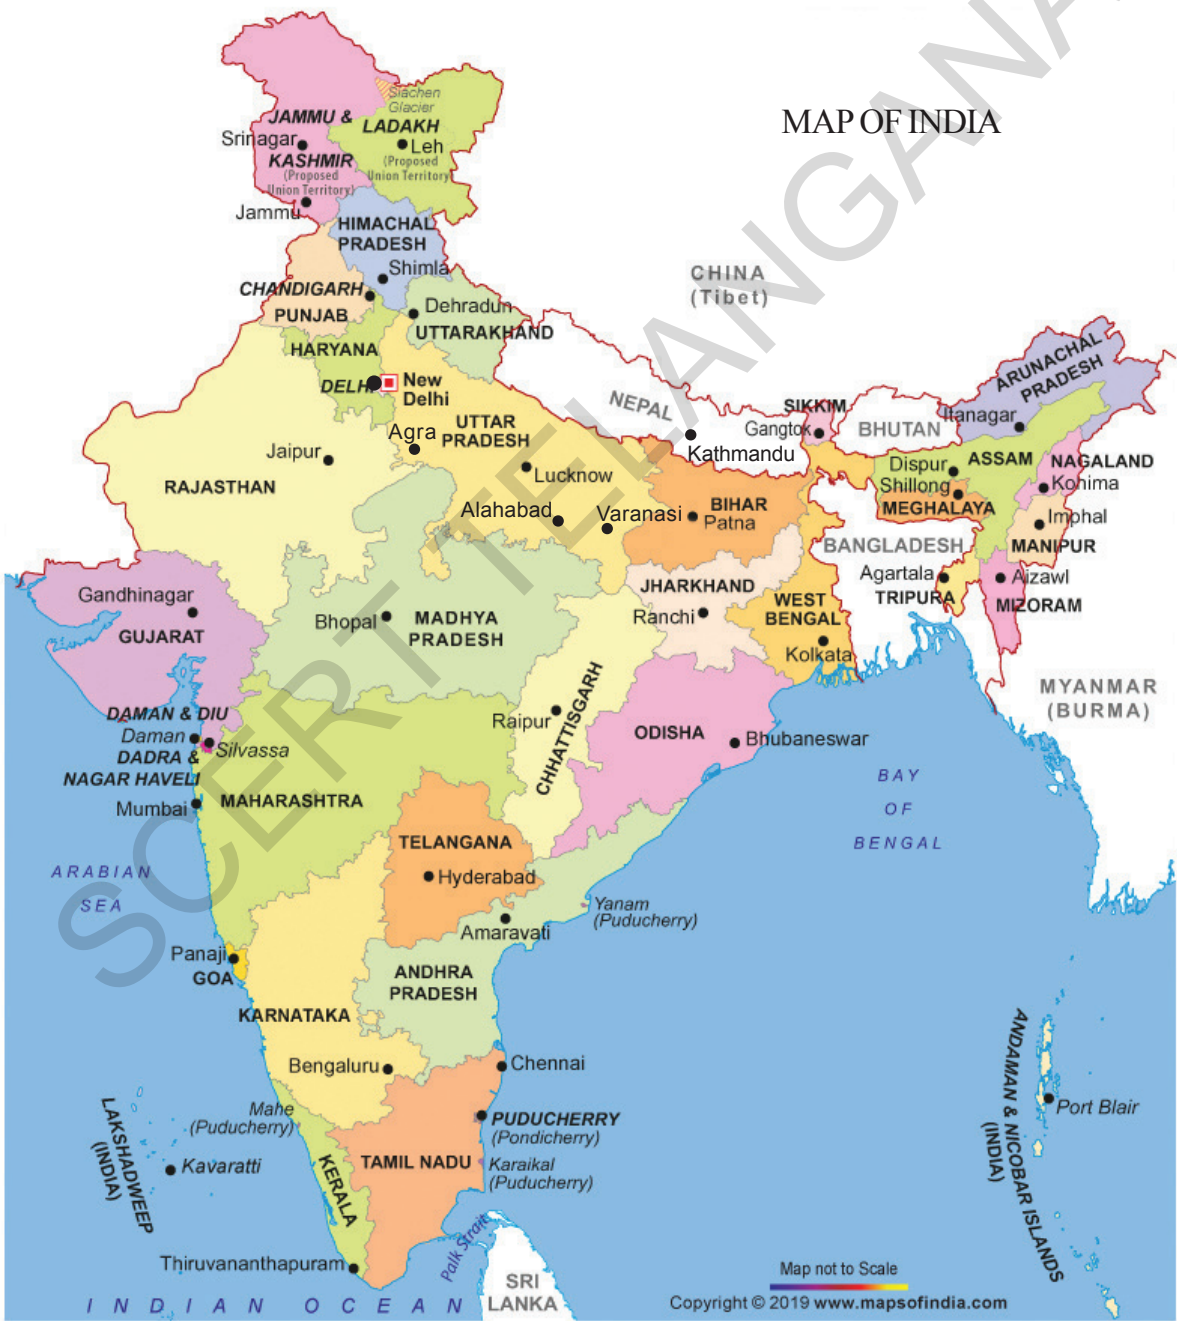 MAP OF INDIA
SCERT TELANGANA
Siachen
Glacier
JAMMU &
KASHMIR
(Proposed
Union Territory)
Srinagar
Jammu
LADAKH
Leh
(Proposed
Union Territory)
HIMACHAL
PRADESH
Shimla
CHANDIGARH
PUNJAB
Dehradun
UTTARAKHAND
HARYANA
DELHI
New
Delhi
CHINA
(Tibet)
NEPAL
Kathmandu
SIKKIM
Gangtok
BHUTAN
ARUNACHAL
PRADESH
Itanagar
UTTAR
PRADESH
Agra
Lucknow
Alahabad
Varanasi
Jaipur
RAJASTHAN
BIHAR
Patna
Dispur
Shillong
ASSAM
MEGHALAYA
NAGALAND
Kohima
Imphal
MANIPUR
BANGLADESH
Agartala
TRIPURA
Aizawl
MIZORAM
Gandhinagar
GUJARAT
Bhopal
MADHYA
PRADESH
JHARKHAND
Ranchi
WEST
BENGAL
Kolkata
MYANMAR
(BURMA)
DAMAN & DIU
Daman
Silvassa
DADRA &
NAGAR HAVELI
Mumbai
MAHARASHTRA
Raipur
CHHATTISGARH
ODISHA
Bhubaneswar
BAY
OF
BENGAL
ARABIAN
SEA
TELANGANA
Hyderabad
Amaravati
Yanam
(Puducherry)
Panaji
GOA
ANDHRA
PRADESH
KARNATAKA
Bengaluru
Chennai
Mahe
(Puducherry)
PUDUCHERRY
(Pondicherry)
Karaikal
(Puducherry)
TAMIL NADU
KERALA
LAKSHADWEEP
(INDIA)
Kavaratti
Thiruvananthapuram
Palk Strait
SRI
LANKA
ANDAMAN & NICOBAR ISLANDS
(INDIA)
Port Blair
INDIAN OCEAN
Map not to Scale
Copyright © 2019 www.mapsofindia.com